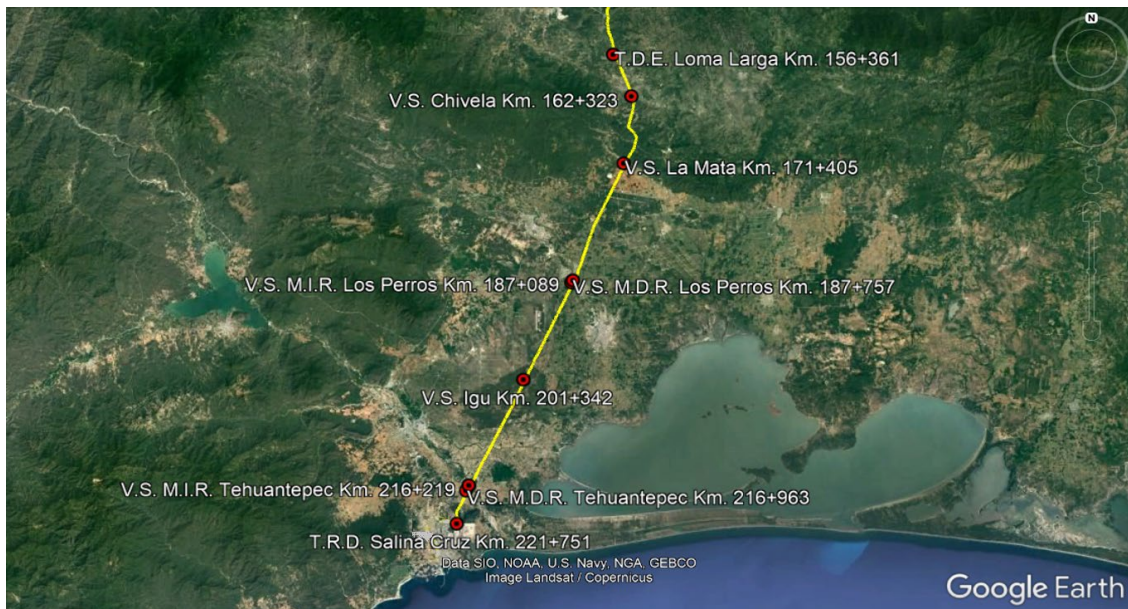 N
T.D.E. Loma Larga Km. 156+361
V.S. Chivela Km. 162+323
V.S. La Mata Km. 171+405
V.S. M.I.R. Los Perros Km. 187+089
V.S. M.D.R. Los Perros Km. 187+757
V.S. Igu Km. 201+342
V.S. M.I.R. Tehuantepec Km. 216+219
V.S. M.D.R. Tehuantepec Km. 216+963
T.R.D. Salina Cruz Km. 221+751
Data SIO, NOAA, U.S. Navy, NGA, GEBCO
Image Landsat / Copernicus
Google Earth